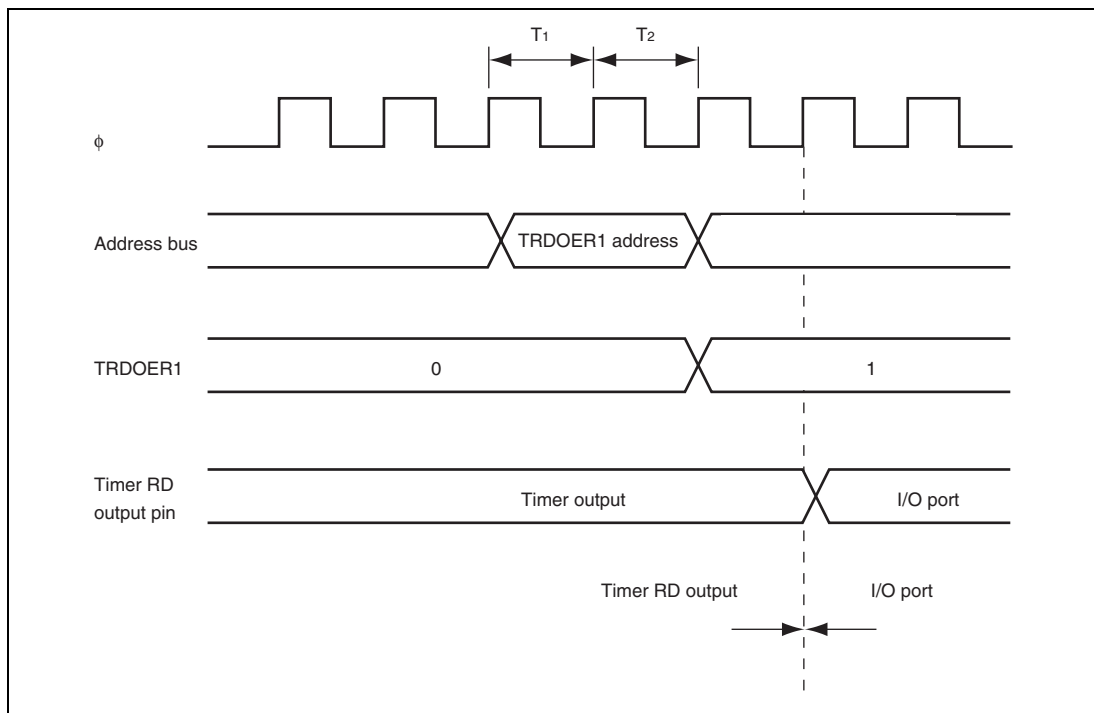 T1 T2
ϕ
Address bus TRDOER1 address
TRDOER1 0 1
Timer RD
output pin
Timer output I/O port
Timer RD output I/O port